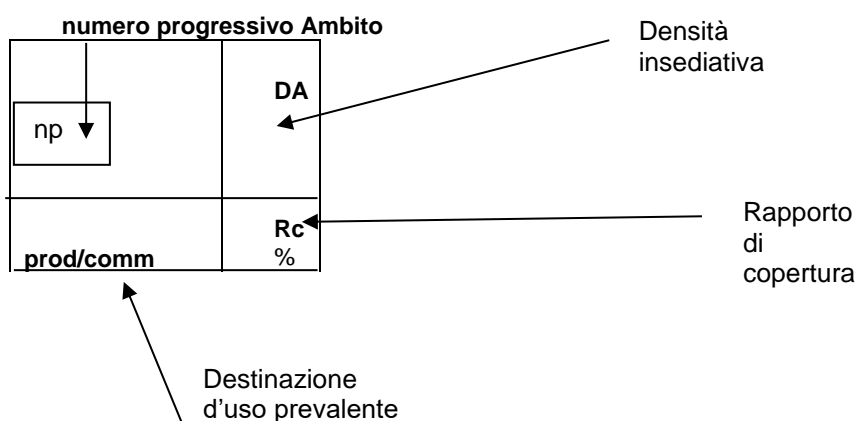 numero progressivo Ambito
Densità
insediativa
DA
np
Rapporto
di
copertura
Rc
%
prod/comm
Destinazione
d'uso prevalente